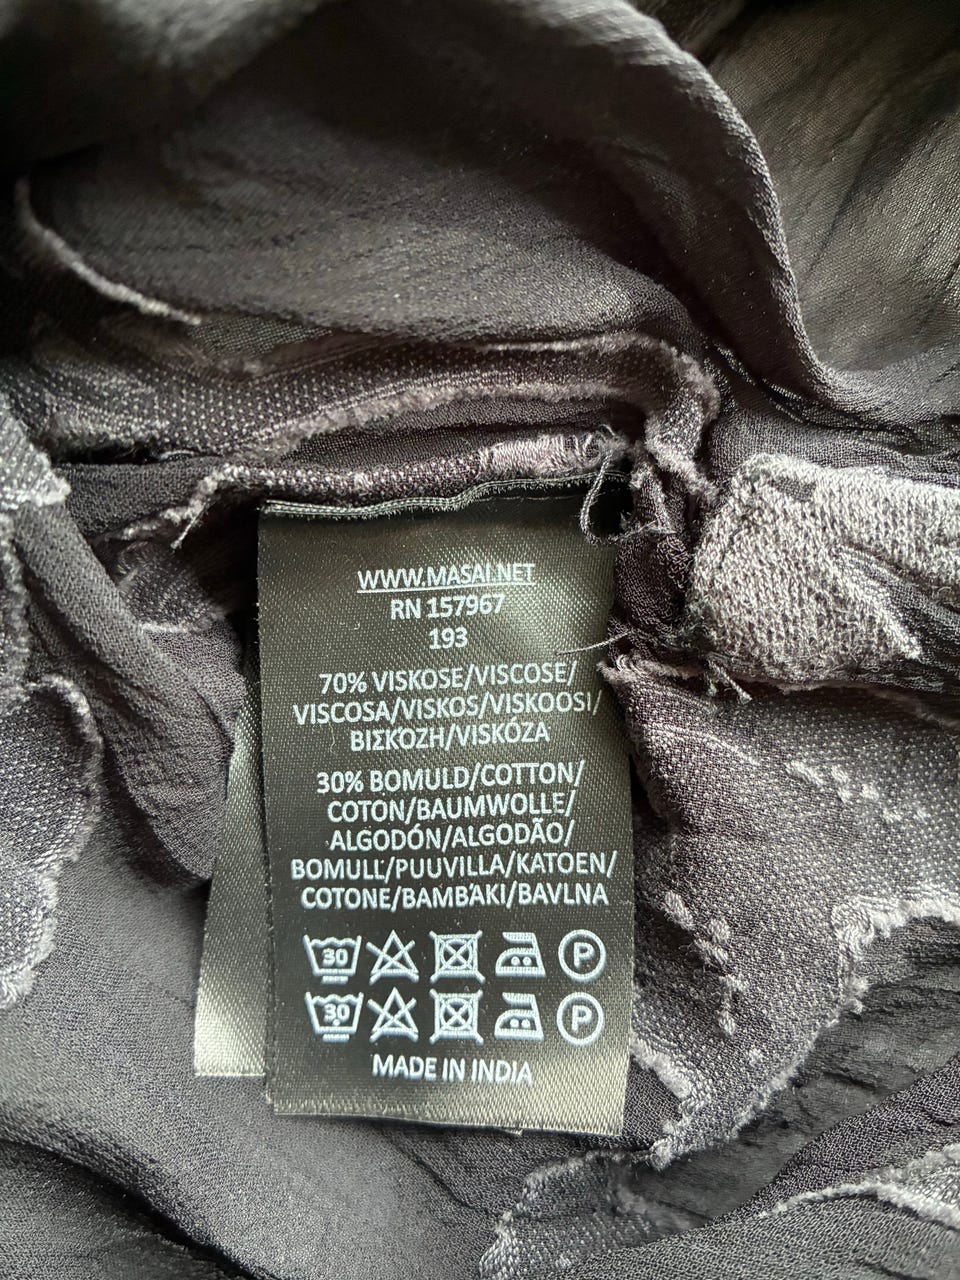 WWW.MASAI.NET
RN 157967
193
70% VISKOSE/VISCOSE/
VISCOSA/VISKOS/VISKOOSI/
ΒΙΣΚΌΖΗ/VISKÓZA
30% BOMULD/COTTON/
COTON/BAUMWOLLE/
ALGODÓN/ALGODÃO/
BOMULL/PUUVILLA/KATOEN/
COTONE/ΒΑΜΒΆΚΙ/BAVLNA
30 P
30 P
MADE IN INDIA